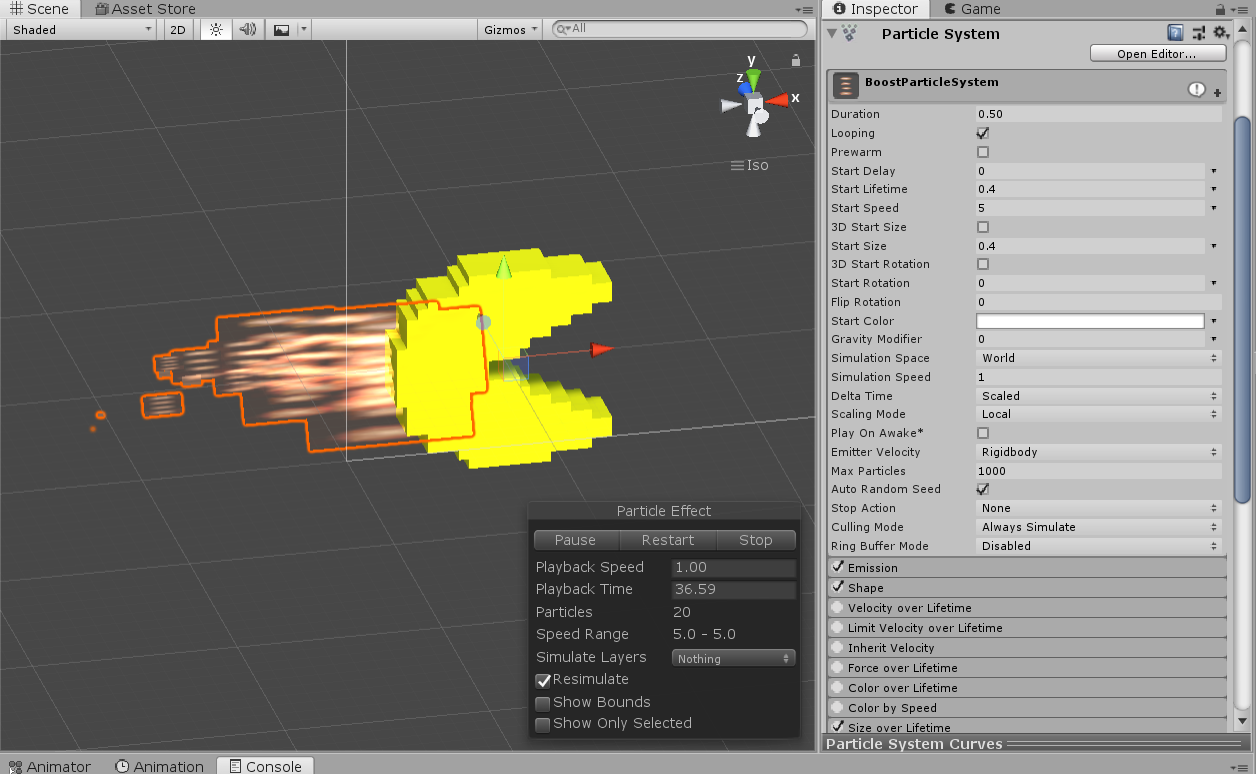 Scene
Asset Store
Shaded
2D
Gizmos
All
y
z
x
Iso
Particle Effect
Pause Restart Stop
Playback Speed 1.00
Playback Time 36.59
Particles 20
Speed Range 5.0 - 5.0
Simulate Layers Nothing
Resimulate
Show Bounds
Show Only Selected
Animator Animation Console
Inspector Game
Particle System
Open Editor...
BoostParticleSystem
Duration 0.50
Looping
Prewarm
Start Delay 0
Start Lifetime 0.4
Start Speed 5
3D Start Size
Start Size 0.4
3D Start Rotation
Start Rotation 0
Flip Rotation 0
Start Color
Gravity Modifier 0
Simulation Space World
Simulation Speed 1
Delta Time Scaled
Scaling Mode Local
Play On Awake*
Emitter Velocity Rigidbody
Max Particles 1000
Auto Random Seed
Stop Action None
Culling Mode Always Simulate
Ring Buffer Mode Disabled
Emission
Shape
Velocity over Lifetime
Limit Velocity over Lifetime
Inherit Velocity
Force over Lifetime
Color over Lifetime
Color by Speed
Size over Lifetime
Particle System Curves